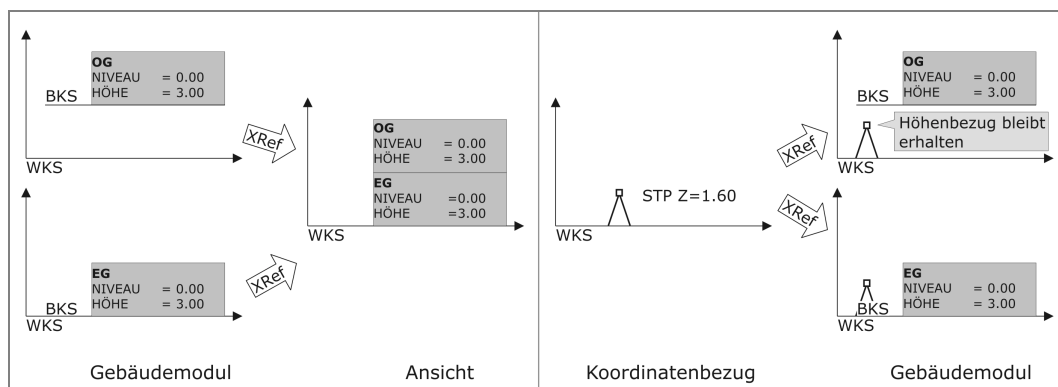 OG
NIVEAU = 0.00
HÖHE = 3.00
BKS
WKS
XRef
EG
NIVEAU = 0.00
HÖHE = 3.00
BKS
WKS
XRef
Gebäudemodul
OG
NIVEAU = 0.00
HÖHE = 3.00
EG
NIVEAU =0.00
HÖHE =3.00
WKS
Ansicht
STP Z=1.60
WKS
Koordinatenbezug
XRef
XRef
OG
NIVEAU = 0.00
HÖHE = 3.00
BKS
Höhenbezug bleibt
erhalten
WKS
EG
NIVEAU = 0.00
HÖHE = 3.00
BKS
WKS
Gebäudemodul